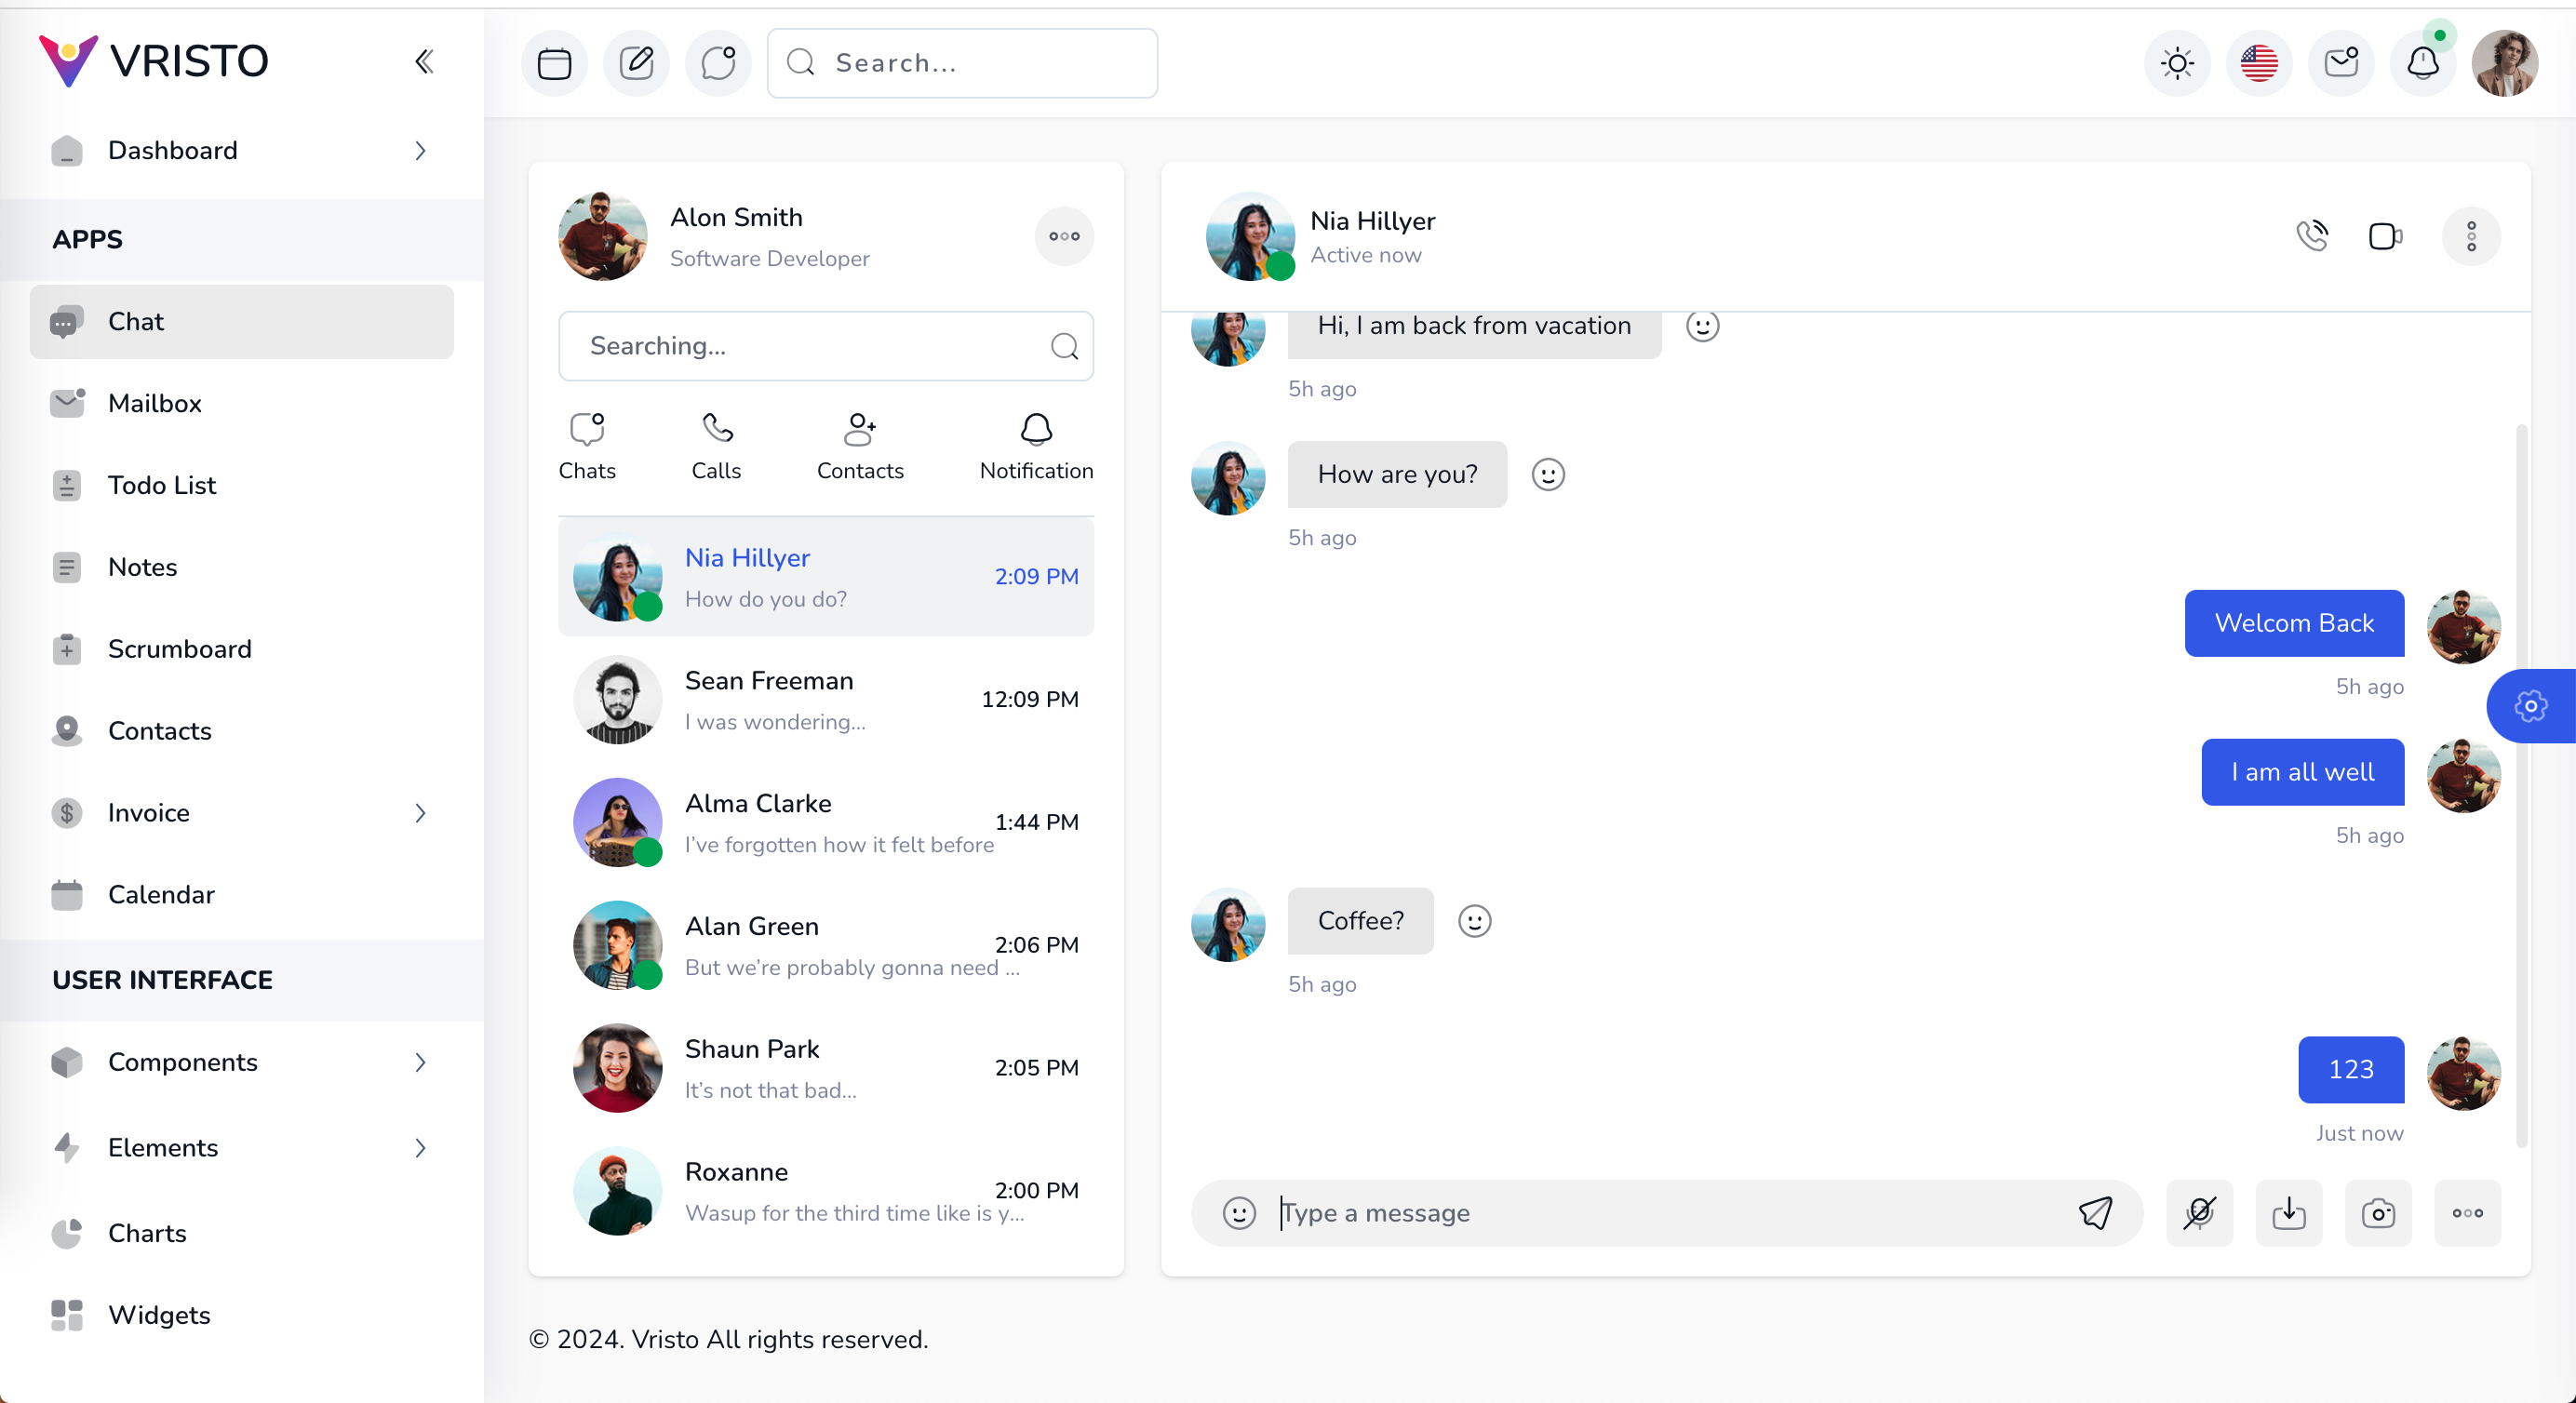 VRISTO
Search...
Dashboard
APPS
Chat
Mailbox
Todo List
Notes
Scrumboard
Contacts
Invoice
Calendar
USER INTERFACE
Components
Elements
Charts
Widgets
Alon Smith
Software Developer
Searching...
Chats
Calls
Contacts
Notification
Nia Hillyer
How do you do?
2:09 PM
Sean Freeman
I was wondering...
12:09 PM
Alma Clarke
I’ve forgotten how it felt before
1:44 PM
Alan Green
But we’re probably gonna need ...
2:06 PM
Shaun Park
It’s not that bad...
2:05 PM
Roxanne
Wasup for the third time like is y...
2:00 PM
Nia Hillyer
Active now
Hi, I am back from vacation
5h ago
How are you?
5h ago
Welcom Back
5h ago
I am all well
5h ago
Coffee?
5h ago
123
Just now
Type a message
© 2024. Vristo All rights reserved.